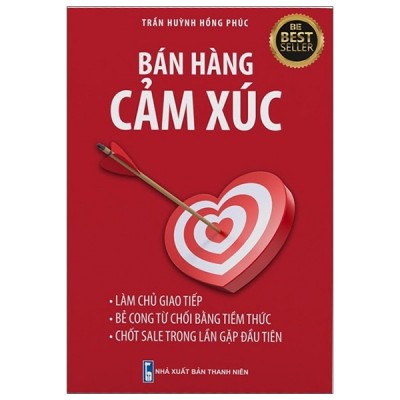 TRẦN HUỲNH HỒNG PHÚC
BE
BEST
SELLER
BÁN HÀNG
CẢM XÚC
• LÀM CHỦ GIAO TIẾP
• BẺ CONG TỪ CHỐI BẰNG TIỀM THỨC
• CHỐT SALE TRONG LẦN GẶP ĐẦU TIÊN
NHÀ XUẤT BẢN THANH NIÊN